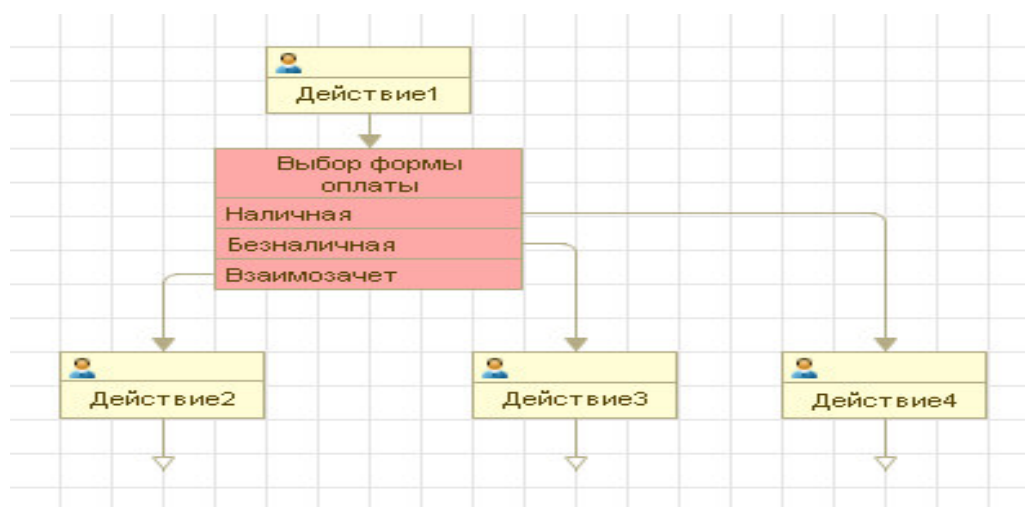 Действие1
Выбор формы
оплаты
Наличная
Безналичная
Взаимозачет
Действие2
Действие3
Действие4